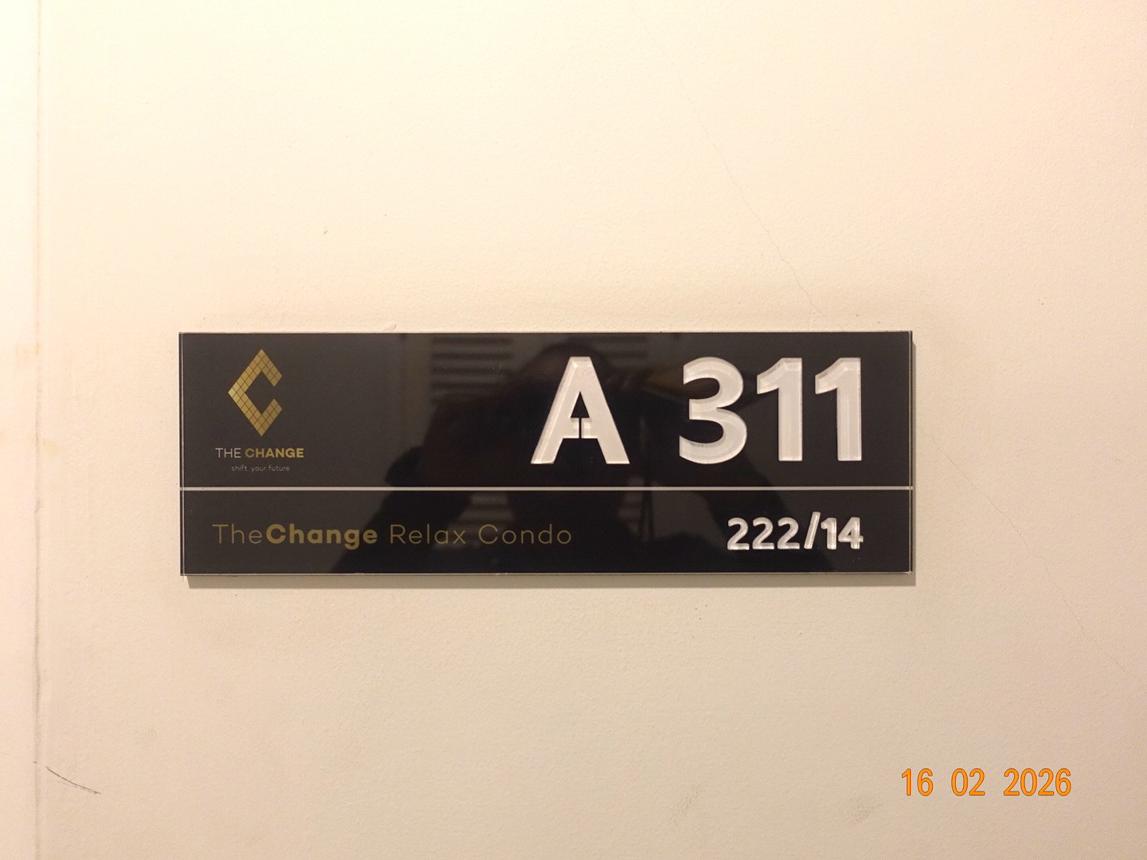 THE CHANGE
shift your future
A 311
TheChange Relax Condo
222/14
16 02 2026